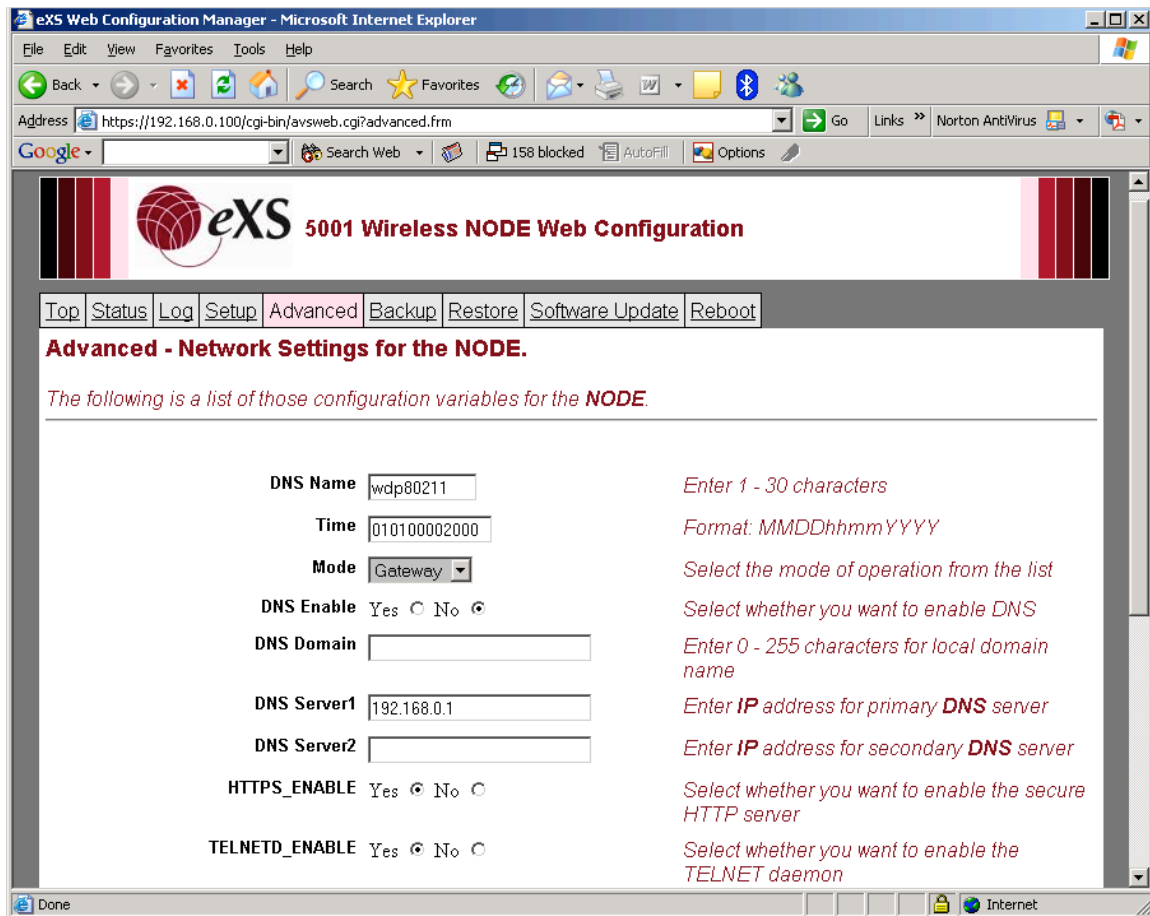 eXS Web Configuration Manager - Microsoft Internet Explorer
File Edit View Favorites Tools Help
Back Search Favorites
Address https://192.168.0.100/cgi-bin/avsweb.cgi?advanced.frm Go Links » Norton AntiVirus
Google Search Web 158 blocked AutoFill Options
eXS 5001 Wireless NODE Web Configuration
Top Status Log Setup Advanced Backup Restore Software Update Reboot
Advanced - Network Settings for the NODE.
The following is a list of those configuration variables for the NODE.
DNS Name wdp80211 Enter 1 - 30 characters
Time 010100002000 Format: MMDDhhmmYYYY
Mode Gateway Select the mode of operation from the list
DNS Enable Yes No Select whether you want to enable DNS
DNS Domain Enter 0 - 255 characters for local domain
name
DNS Server1 192.168.0.1 Enter IP address for primary DNS server
DNS Server2 Enter IP address for secondary DNS server
HTTPS_ENABLE Yes No Select whether you want to enable the secure
HTTP server
TELNETD_ENABLE Yes No Select whether you want to enable the
TELNET daemon
Done Internet